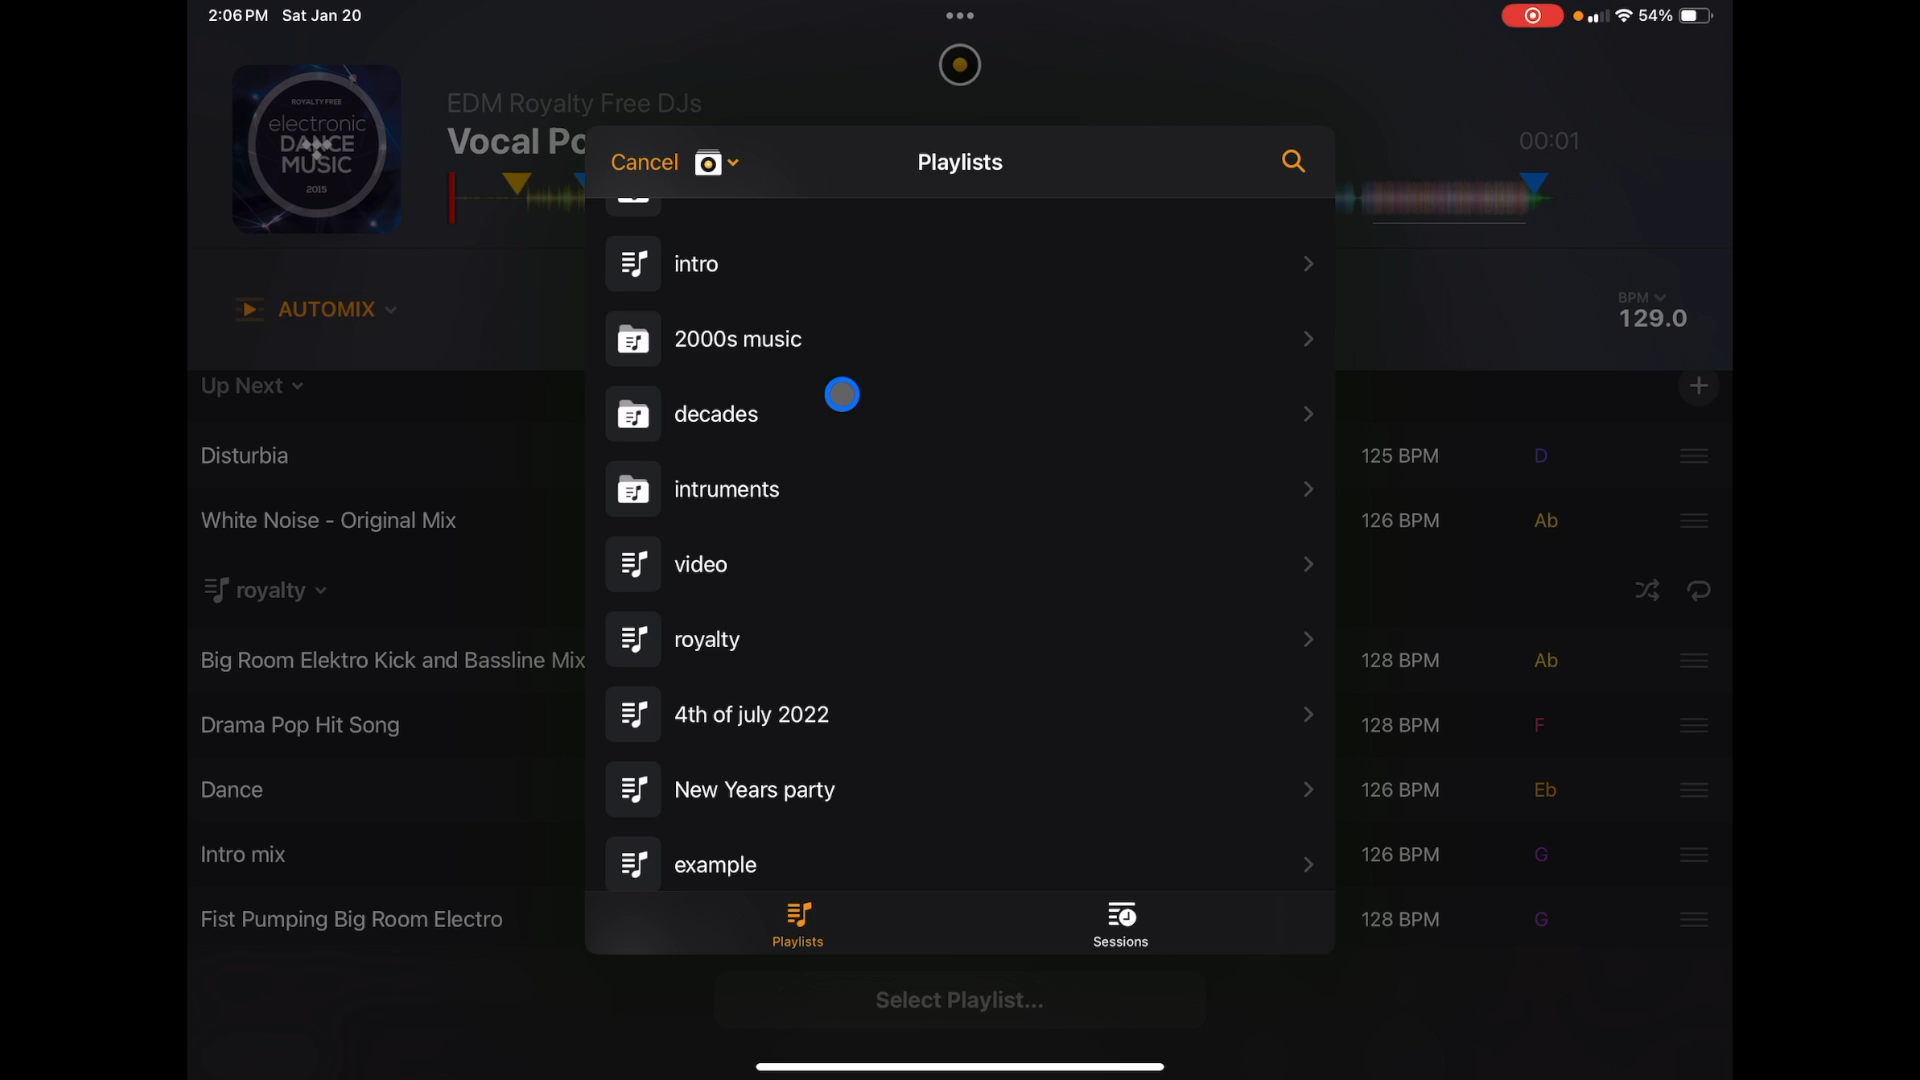 2:06 PM Sat Jan 20
54%
ROYALTY FREE
electronic
DANCE
MUSIC
2015
EDM Royalty Free DJs
Vocal Po
00:01
Cancel
Playlists
AUTOMIX
BPM
129.0
intro
2000s music
decades
intruments
video
royalty
4th of july 2022
New Years party
example
Playlists
Sessions
Up Next
Disturbia
125 BPM
D
White Noise - Original Mix
126 BPM
Ab
royalty
Big Room Elektro Kick and Bassline Mix
128 BPM
Ab
Drama Pop Hit Song
128 BPM
F
Dance
126 BPM
Eb
Intro mix
126 BPM
G
Fist Pumping Big Room Electro
128 BPM
G
Select Playlist...